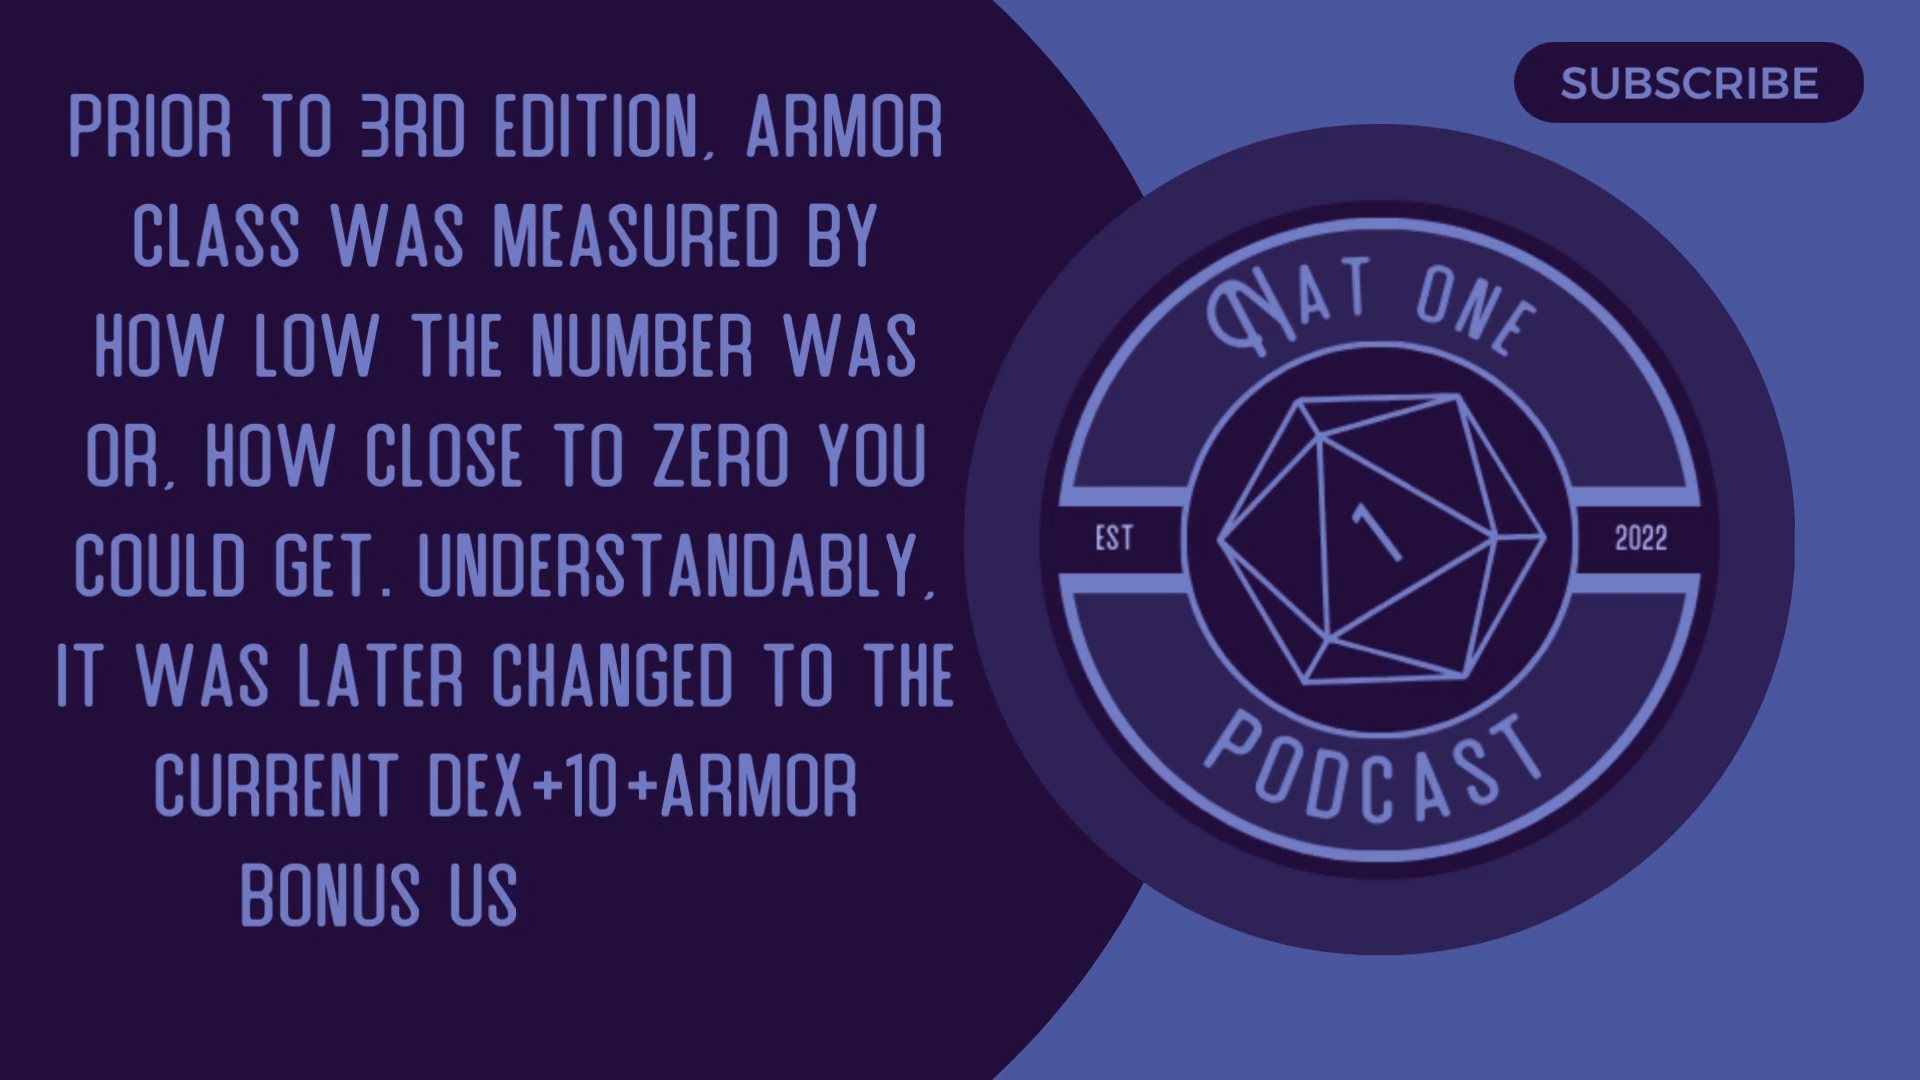 PRIOR TO 3RD EDITION, ARMOR
CLASS WAS MEASURED BY
HOW LOW THE NUMBER WAS
OR, HOW CLOSE TO ZERO YOU
COULD GET. UNDERSTANDABLY,
IT WAS LATER CHANGED TO THE
CURRENT DEX+10+ARMOR
BONUS US
SUBSCRIBE
NAT ONE
EST
1
2022
PODCAST